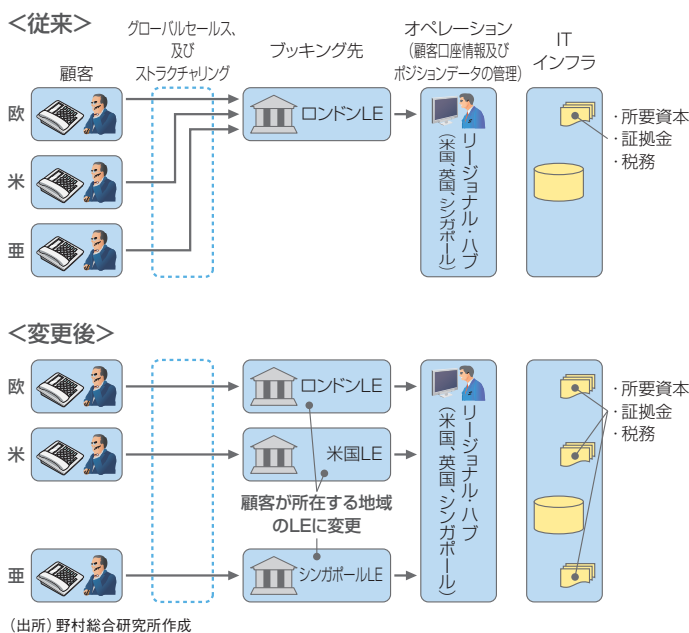 ＜従来＞
顧客
グローバルセールス、
及び
ストラクチャリング
ブッキング先
オペレーション
（顧客口座情報及び
ポジションデータの管理）
IT
インフラ
欧
米
亜
ロンドンLE
リージョナル・ハブ
（米国、英国、シンガポール）
・所要資本
・証拠金
・税務
＜変更後＞
欧
米
亜
ロンドンLE
米国LE
顧客が所在する地域
のLEに変更
シンガポールLE
リージョナル・ハブ
（米国、英国、シンガポール）
・所要資本
・証拠金
・税務
（出所）野村総合研究所作成